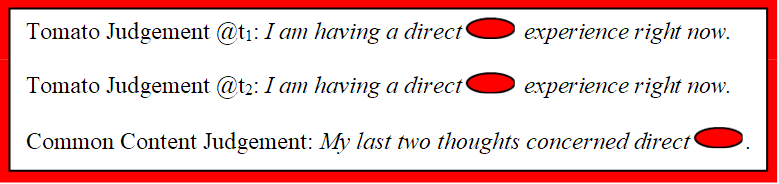 Tomato Judgement @t₁: I am having a direct experience right now.
Tomato Judgement @t₂: I am having a direct experience right now.
Common Content Judgement: My last two thoughts concerned direct .